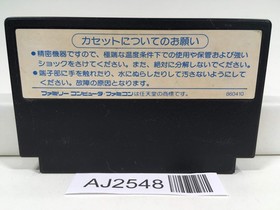 カセットについてのお願い
●精密機器ですので、極端な温度条件下での使用や保管および強い
ショックをさけてください。また、絶対に分解しないでください。
●端子部に手を触れたり、水にぬらしたりして汚さないようにして
ください。故障の原因となります。
ファミリー コンピュータ ファミコンは任天堂の商標です。
AJ2548